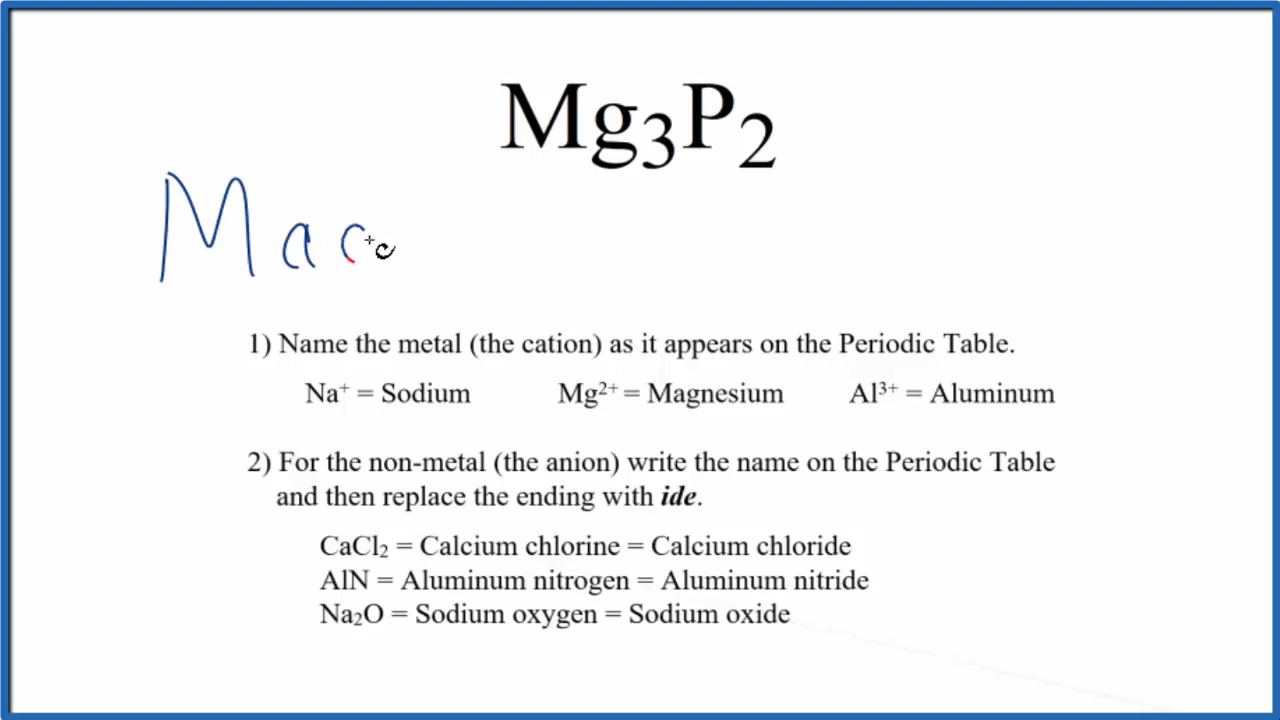 Mg₃P₂
Ma
1) Name the metal (the cation) as it appears on the Periodic Table.
Na⁺ = Sodium Mg²⁺ = Magnesium Al³⁺ = Aluminum
2) For the non-metal (the anion) write the name on the Periodic Table
and then replace the ending with ide.
CaCl₂ = Calcium chlorine = Calcium chloride
AlN = Aluminum nitrogen = Aluminum nitride
Na₂O = Sodium oxygen = Sodium oxide